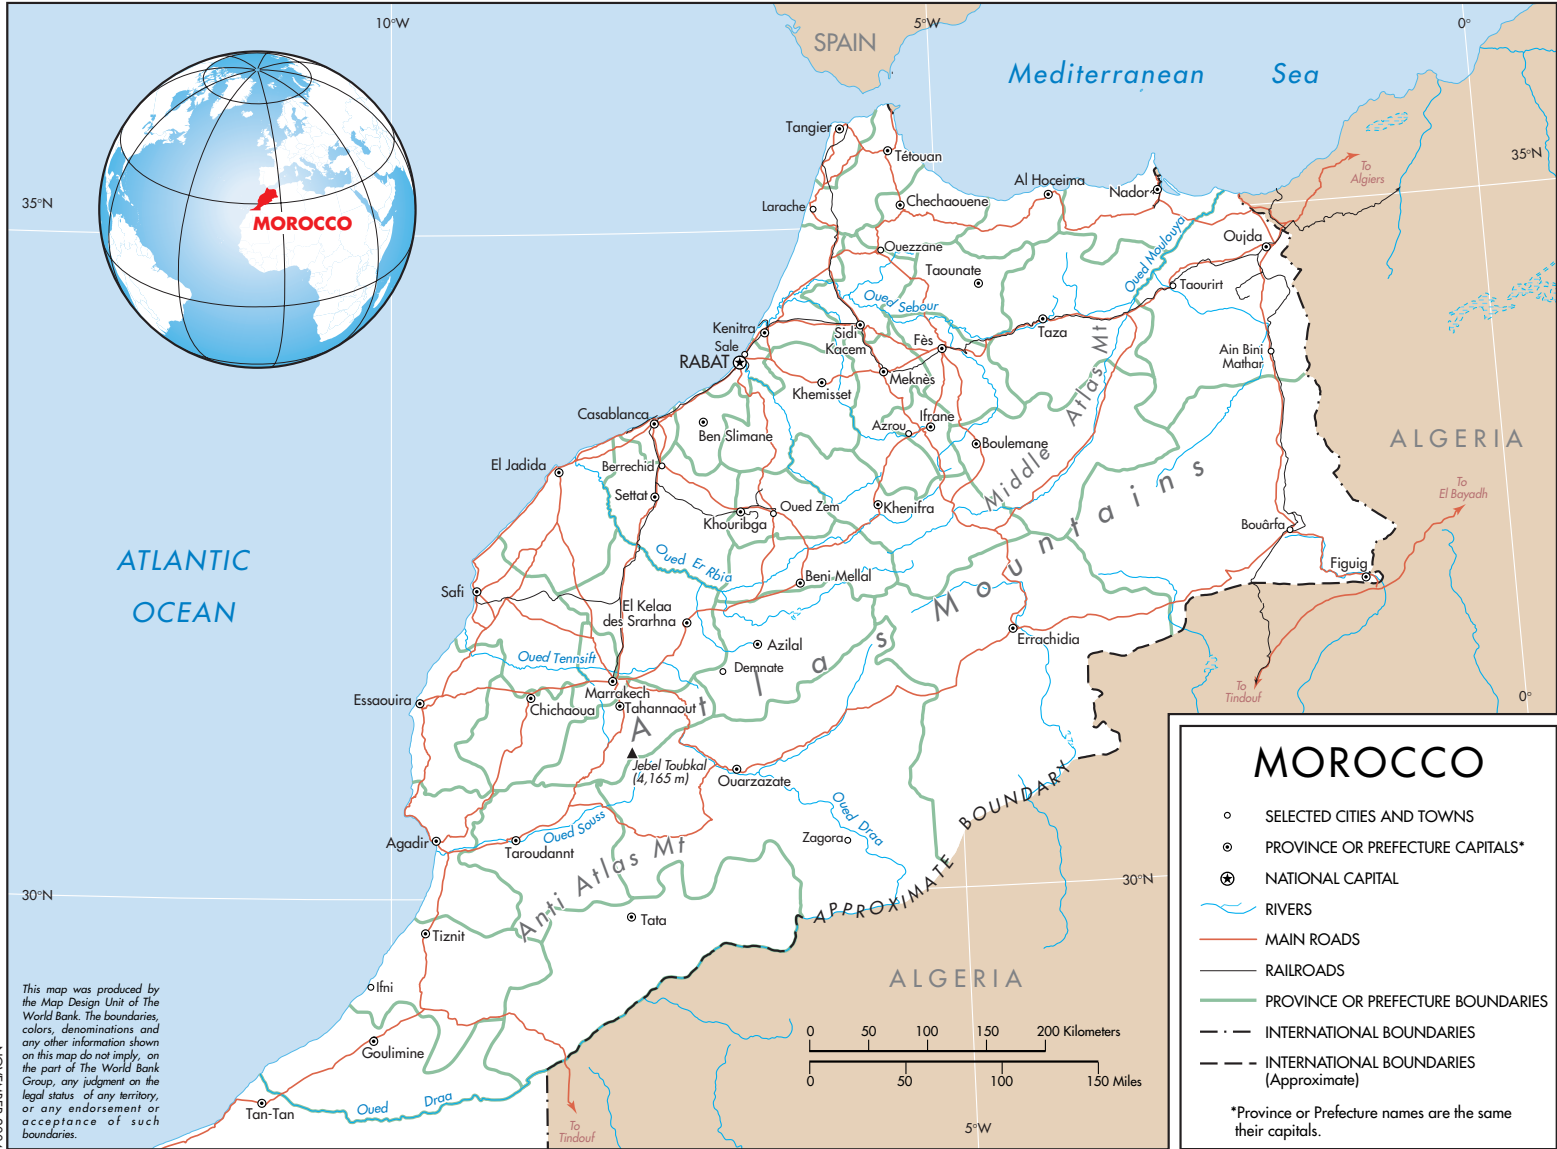 10°W
5°W
0°
SPAIN
Mediterranean Sea
35°N
35°N
MOROCCO
Tangier
Tétouan
To
Algiers
Larache
Chechaouene
Al Hoceima
Nador
Ouezzane
Taounate
Oued Moulouya
Oujda
Taourirt
Oued Sebour
Kenitra
Sale
RABAT
Sidi
Kacem
Fès
Taza
Ain Bini
Mathar
Meknès
Khemisset
Casablanca
Ben Slimane
Azrou
Ifrane
Boulemane
Middle Atlas Mt
ALGERIA
El Jadida
Berrechid
Settat
Khouribga
Oued Zem
Khenifra
To
El Bayadh
Bouârfa
Figuig
ATLANTIC
OCEAN
Oued Er Rbia
Beni Mellal
Safi
El Kelaa
des Srarhna
Azilal
Demnate
Atlas Mountains
Errachidia
Oued Tennsift
Marrakech
Essaouira
Chichaoua
Tahannaout
To
Tindouf
0°
Jebel Toubkal
(4,165 m)
Ouarzazate
Oued Draa
Zagora
Agadir
Oued Souss
Taroudannt
Anti Atlas Mt
APPROXIMATE BOUNDARY
30°N
30°N
Tata
Tiznit
Ifni
ALGERIA
Goulimine
Tan-Tan
Oued Draa
To
Tindouf
5°W
0 50 100 150 200 Kilometers
0 50 100 150 Miles
This map was produced by
the Map Design Unit of The
World Bank. The boundaries,
colors, denominations and
any other information shown
on this map do not imply, on
the part of The World Bank
Group, any judgment on the
legal status of any territory,
or any endorsement or
acceptance of such
boundaries.
MOROCCO
SELECTED CITIES AND TOWNS
PROVINCE OR PREFECTURE CAPITALS*
NATIONAL CAPITAL
RIVERS
MAIN ROADS
RAILROADS
PROVINCE OR PREFECTURE BOUNDARIES
INTERNATIONAL BOUNDARIES
INTERNATIONAL BOUNDARIES
(Approximate)
*Province or Prefecture names are the same
their capitals.